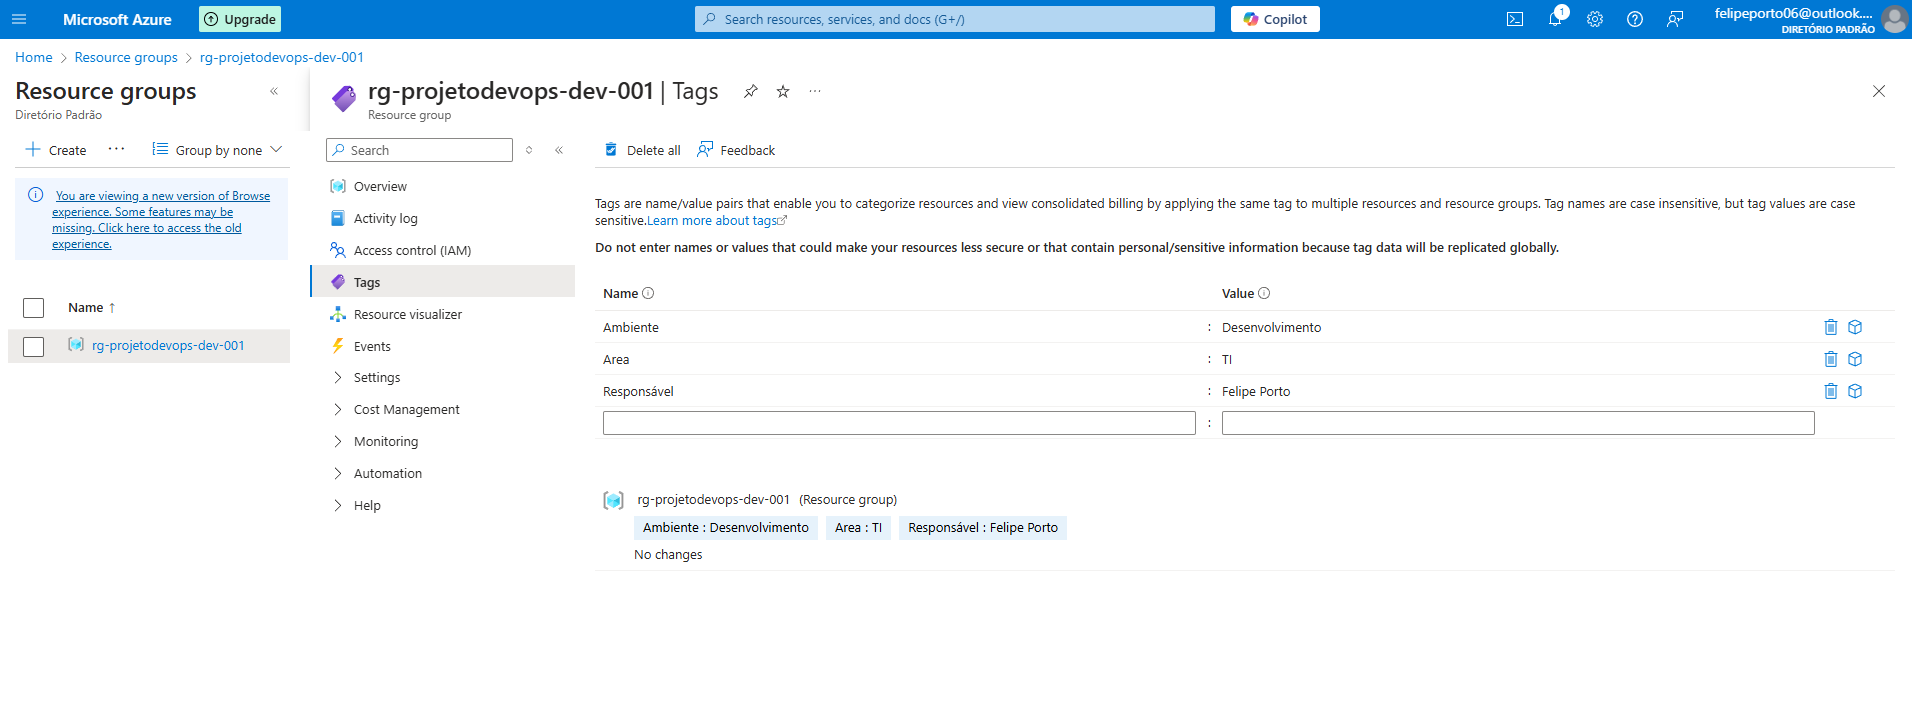 Microsoft Azure
Upgrade
Search resources, services, and docs (G+/)
Copilot
1
felipeporto06@outlook....
DIRETÓRIO PADRÃO
Home > Resource groups > rg-projetodevops-dev-001
Resource groups
Diretório Padrão
Create
Group by none
You are viewing a new version of Browse
experience. Some features may be
missing. Click here to access the old
experience.
Name ↑
rg-projetodevops-dev-001
rg-projetodevops-dev-001 | Tags
Resource group
Search
Overview
Activity log
Access control (IAM)
Tags
Resource visualizer
Events
Settings
Cost Management
Monitoring
Automation
Help
Delete all
Feedback
Tags are name/value pairs that enable you to categorize resources and view consolidated billing by applying the same tag to multiple resources and resource groups. Tag names are case insensitive, but tag values are case
sensitive.Learn more about tags
Do not enter names or values that could make your resources less secure or that contain personal/sensitive information because tag data will be replicated globally.
Name Value
Ambiente : Desenvolvimento
Area : TI
Responsável : Felipe Porto
:
rg-projetodevops-dev-001 (Resource group)
Ambiente : Desenvolvimento Area : TI Responsável : Felipe Porto
No changes